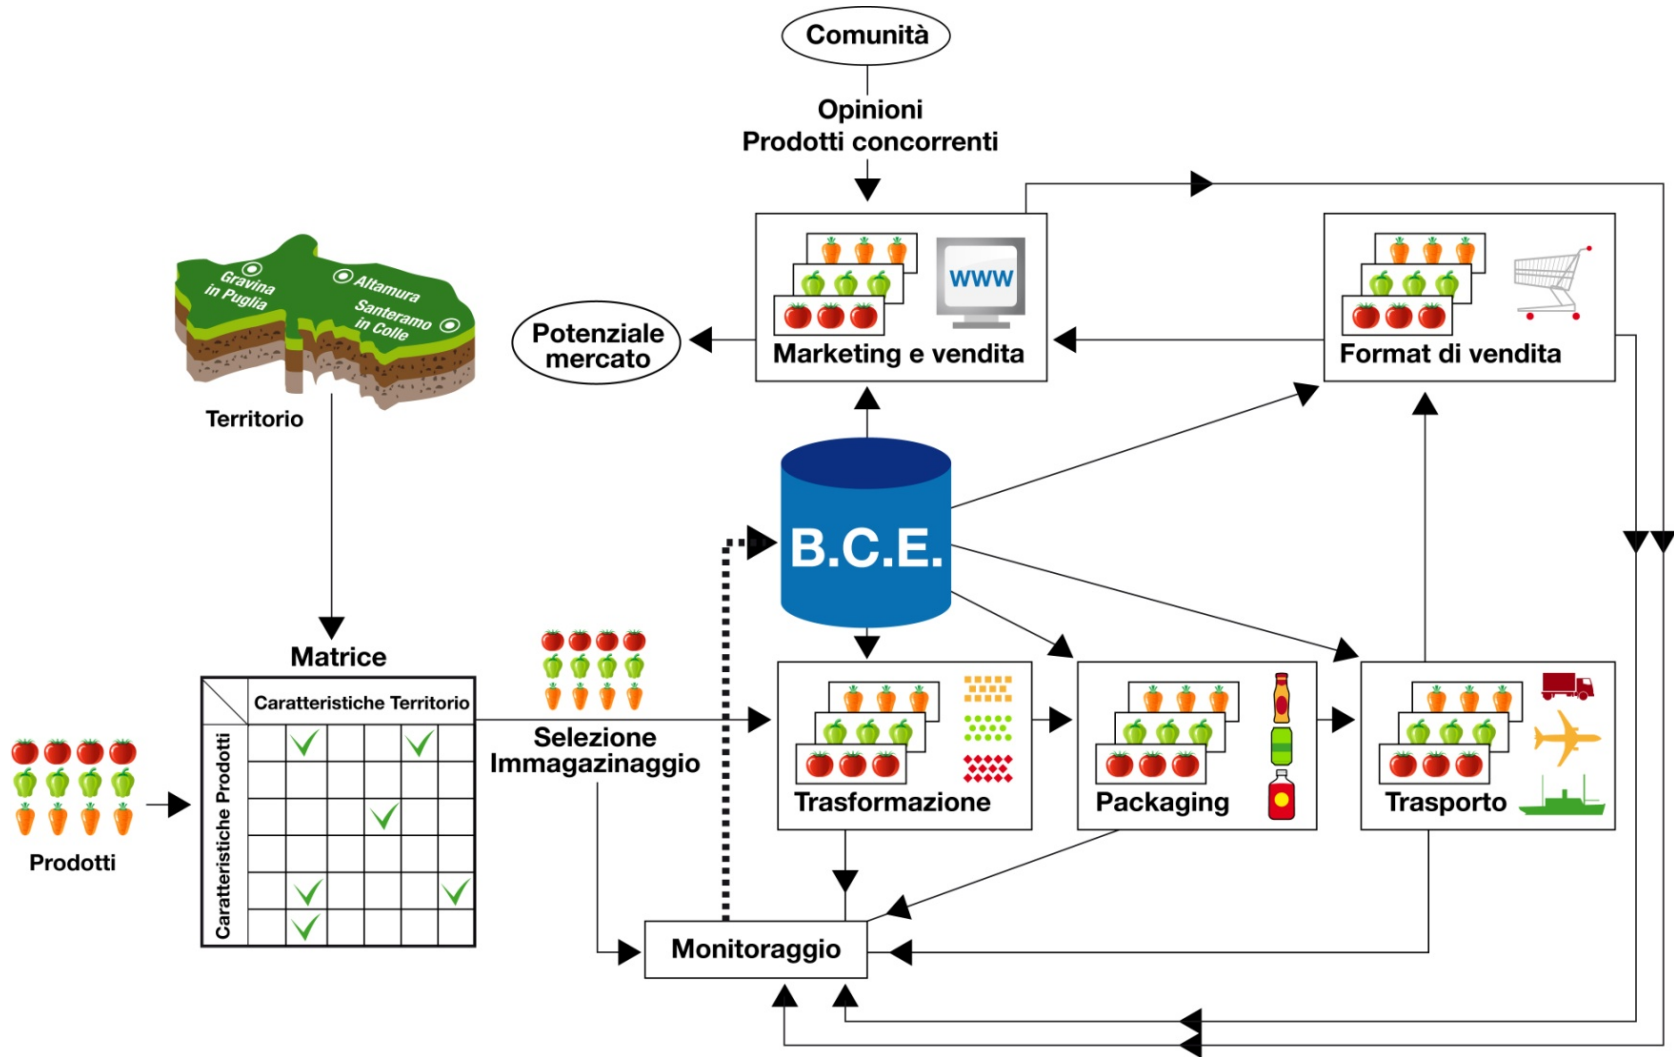 Comunità
Opinioni
Prodotti concorrenti
Gravina
in Puglia
Altamura
Santeramo
in Colle
Territorio
Potenziale
mercato
www
Marketing e vendita
Format di vendita
B.C.E.
Matrice
Caratteristiche Territorio
Caratteristiche Prodotti
Prodotti
Selezione
Immagazinaggio
Trasformazione
Packaging
Trasporto
Monitoraggio